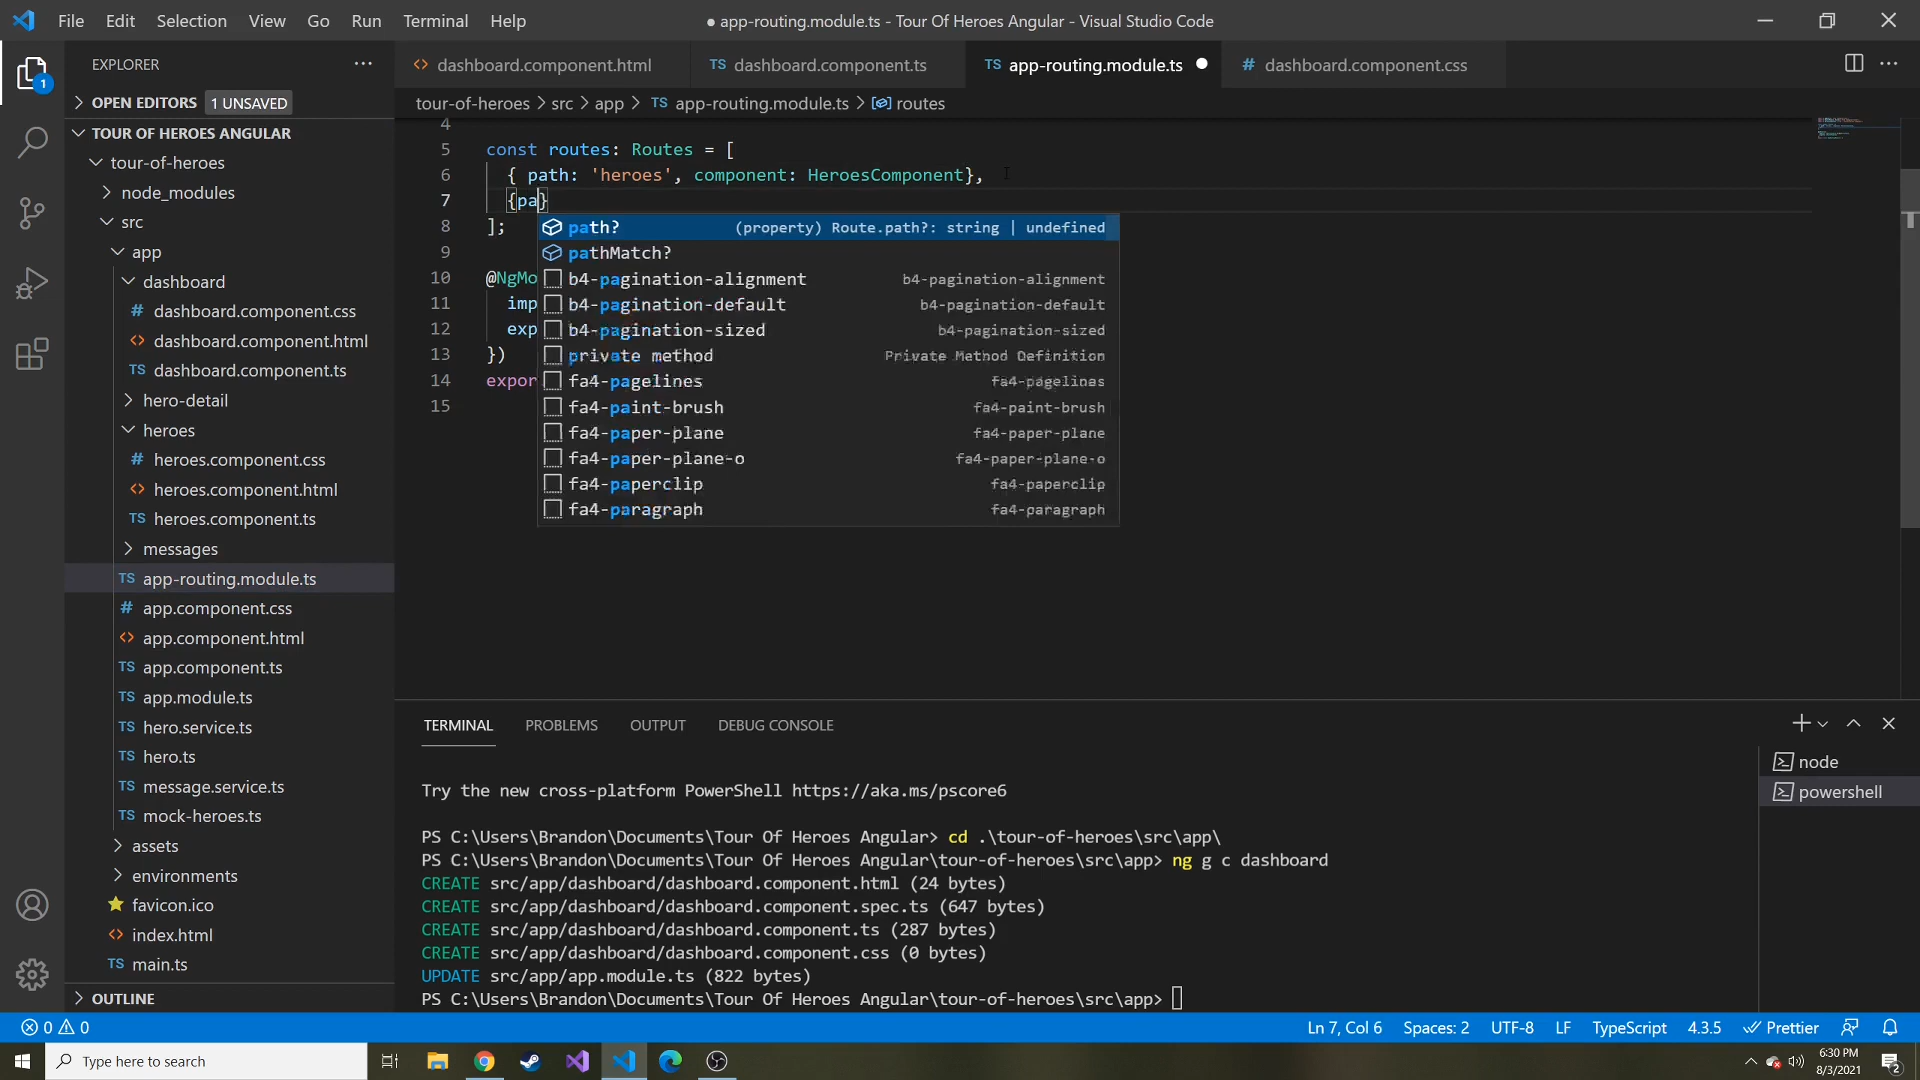 File Edit Selection View Go Run Terminal Help
● app-routing.module.ts - Tour Of Heroes Angular - Visual Studio Code
EXPLORER
OPEN EDITORS 1 UNSAVED
TOUR OF HEROES ANGULAR
tour-of-heroes
node_modules
src
app
dashboard
dashboard.component.css
dashboard.component.html
dashboard.component.ts
hero-detail
heroes
heroes.component.css
heroes.component.html
heroes.component.ts
messages
TS app-routing.module.ts
app.component.css
app.component.html
TS app.component.ts
TS app.module.ts
TS hero.service.ts
TS hero.ts
TS message.service.ts
TS mock-heroes.ts
assets
environments
favicon.ico
index.html
TS main.ts
OUTLINE
dashboard.component.html TS dashboard.component.ts TS app-routing.module.ts ● # dashboard.component.css
tour-of-heroes > src > app > TS app-routing.module.ts > routes
4
5 const routes: Routes = [
6 { path: 'heroes', component: HeroesComponent},
7 {pa}
8 ];
9
10 @NgMo
11 imp
12 exp
13 })
14 expor
15
path? (property) Route.path?: string | undefined
pathMatch?
b4-pagination-alignment b4-pagination-alignment
b4-pagination-default b4-pagination-default
b4-pagination-sized b4-pagination-sized
private method Private Method Definition
fa4-pagelines fa4-pagelines
fa4-paint-brush fa4-paint-brush
fa4-paper-plane fa4-paper-plane
fa4-paper-plane-o fa4-paper-plane-o
fa4-paperclip fa4-paperclip
fa4-paragraph fa4-paragraph
TERMINAL PROBLEMS OUTPUT DEBUG CONSOLE
node
powershell
Try the new cross-platform PowerShell https://aka.ms/pscore6
PS C:\Users\Brandon\Documents\Tour Of Heroes Angular> cd .\tour-of-heroes\src\app\
PS C:\Users\Brandon\Documents\Tour Of Heroes Angular\tour-of-heroes\src\app> ng g c dashboard
CREATE src/app/dashboard/dashboard.component.html (24 bytes)
CREATE src/app/dashboard/dashboard.component.spec.ts (647 bytes)
CREATE src/app/dashboard/dashboard.component.ts (287 bytes)
CREATE src/app/dashboard/dashboard.component.css (0 bytes)
UPDATE src/app/app.module.ts (822 bytes)
PS C:\Users\Brandon\Documents\Tour Of Heroes Angular\tour-of-heroes\src\app>
0 0 Ln 7, Col 6 Spaces: 2 UTF-8 LF TypeScript 4.3.5 Prettier
Type here to search
6:30 PM
8/3/2021
2